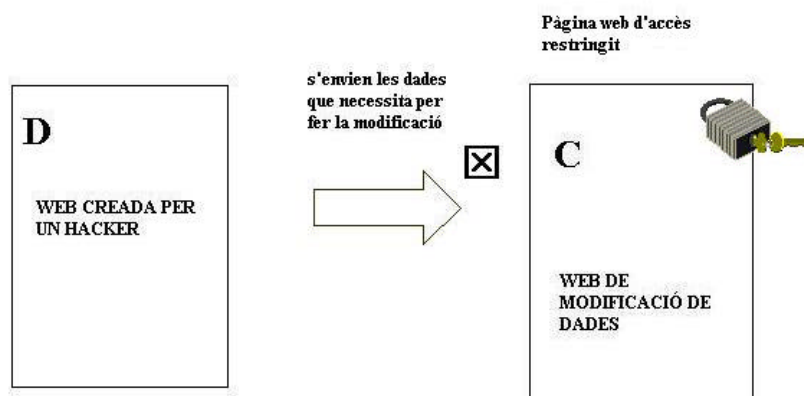 Pàgina web d'accès
restringit
s'envien les dades
que necessita per
fer la modificació
D
WEB CREADA PER
UN HACKER
C
WEB DE
MODIFICACIÓ DE
DADES